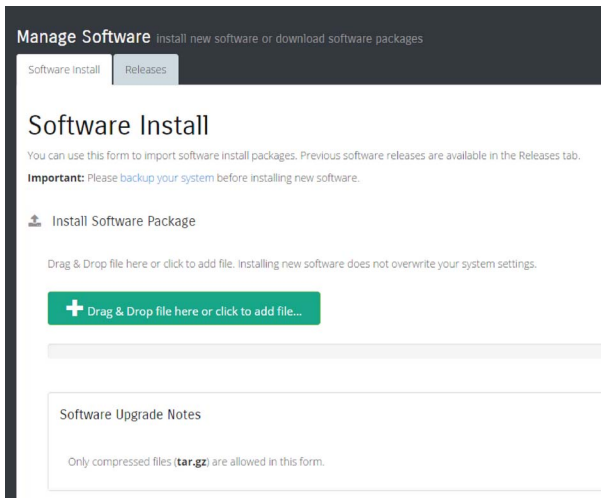 Manage Software install new software or download software packages
Software Install Releases
Software Install
You can use this form to import software install packages. Previous software releases are available in the Releases tab.
Important: Please backup your system before installing new software.
Install Software Package
Drag & Drop file here or click to add file. Installing new software does not overwrite your system settings.
Drag & Drop file here or click to add file...
Software Upgrade Notes
Only compressed files (tar.gz) are allowed in this form.